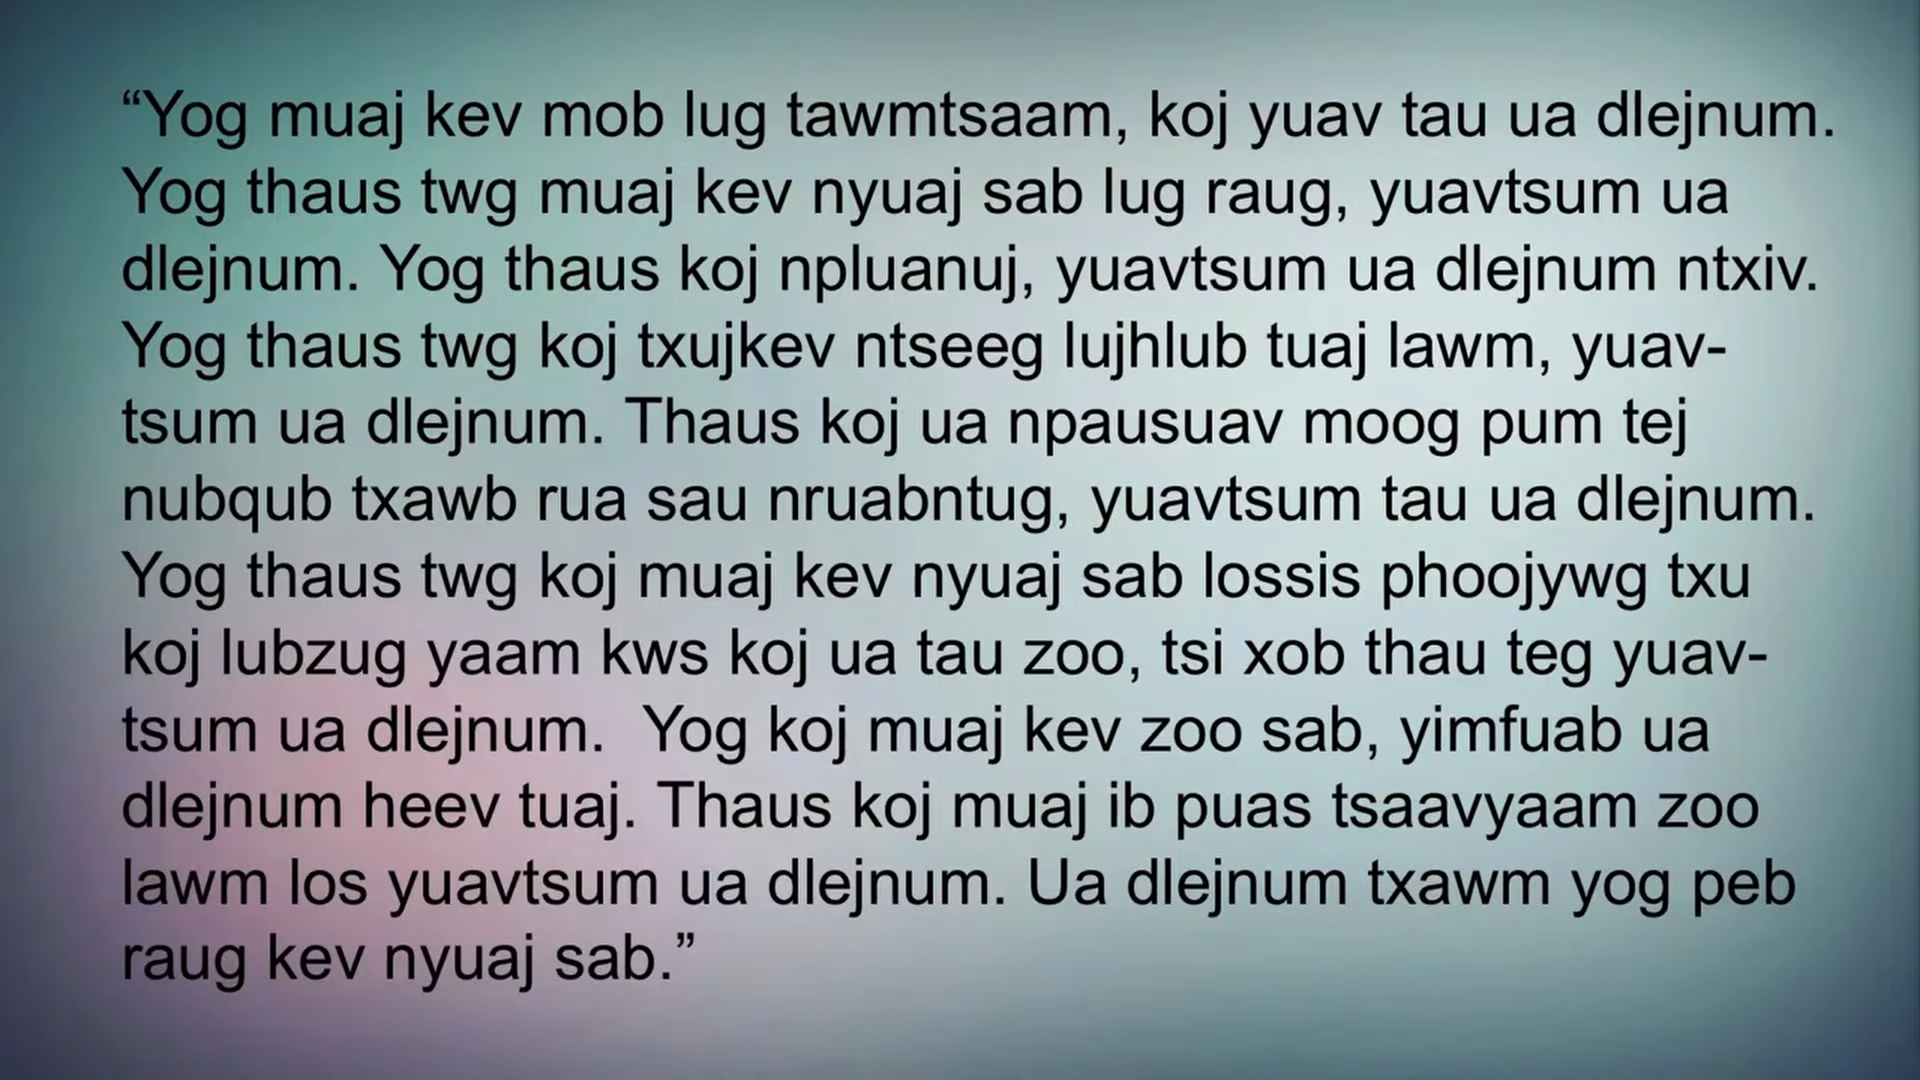 “Yog muaj kev mob lug tawmtsaam, koj yuav tau ua dlejnum.
Yog thaus twg muaj kev nyuaj sab lug raug, yuavtsum ua
dlejnum. Yog thaus koj npluanuj, yuavtsum ua dlejnum ntxiv.
Yog thaus twg koj txujkev ntseeg lujhlub tuaj lawm, yuav-
tsum ua dlejnum. Thaus koj ua npausuav moog pum tej
nubqub txawb rua sau nruabntug, yuavtsum tau ua dlejnum.
Yog thaus twg koj muaj kev nyuaj sab lossis phoojywg txu
koj lubzug yaam kws koj ua tau zoo, tsi xob thau teg yuav-
tsum ua dlejnum.  Yog koj muaj kev zoo sab, yimfuab ua
dlejnum heev tuaj. Thaus koj muaj ib puas tsaavyaam zoo
lawm los yuavtsum ua dlejnum. Ua dlejnum txawm yog peb
raug kev nyuaj sab.”